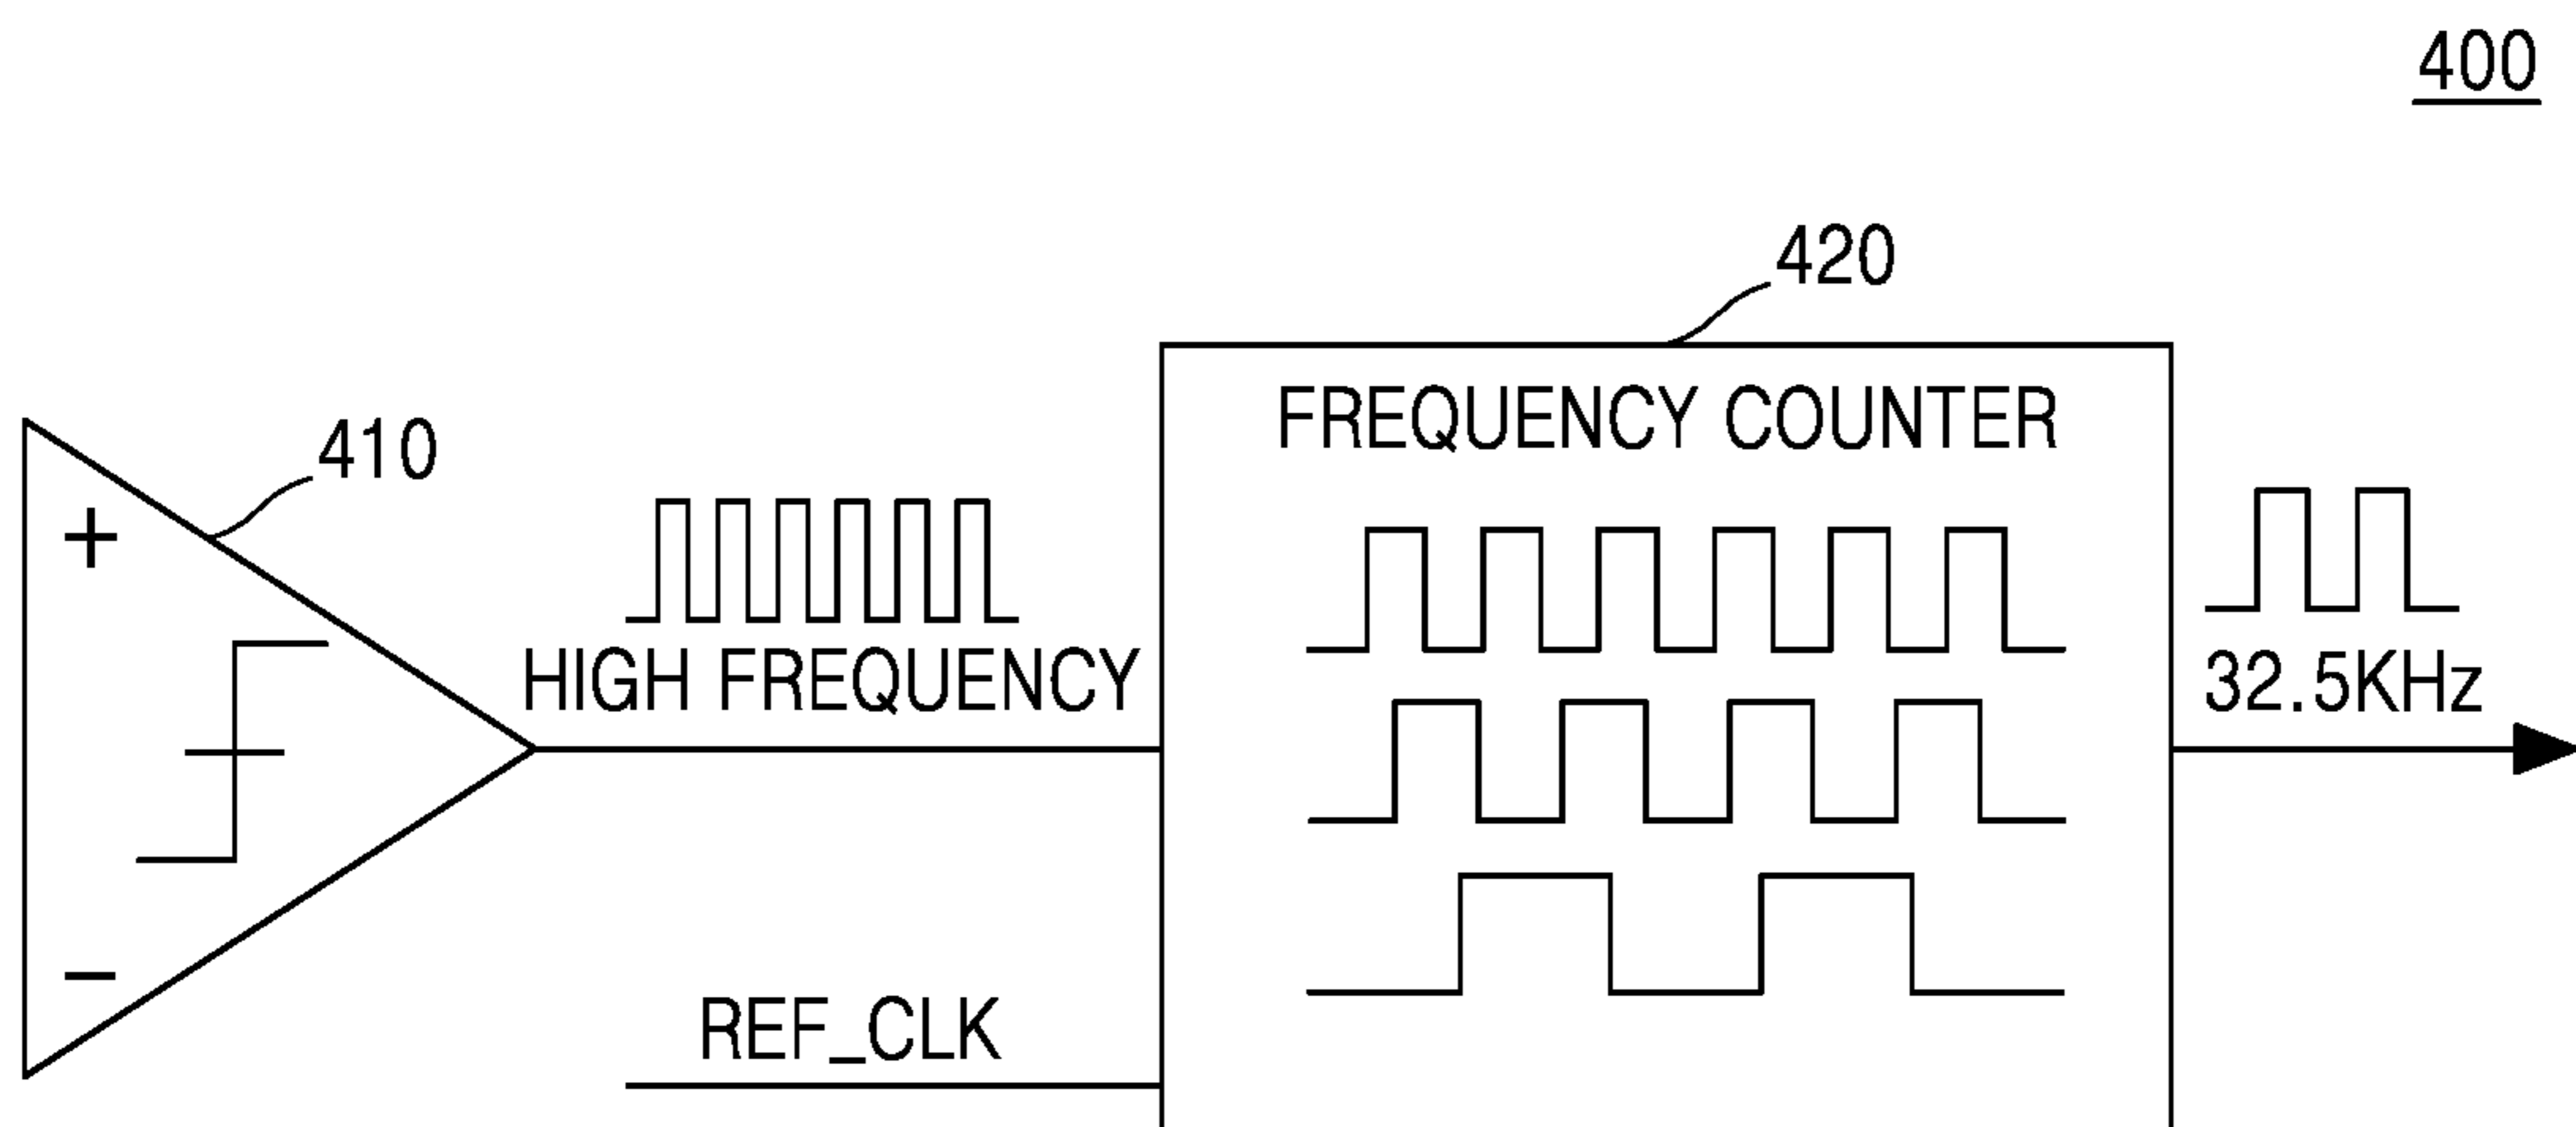 400
420
FREQUENCY COUNTER
410
+
HIGH FREQUENCY
32.5KHz
−
REF_CLK